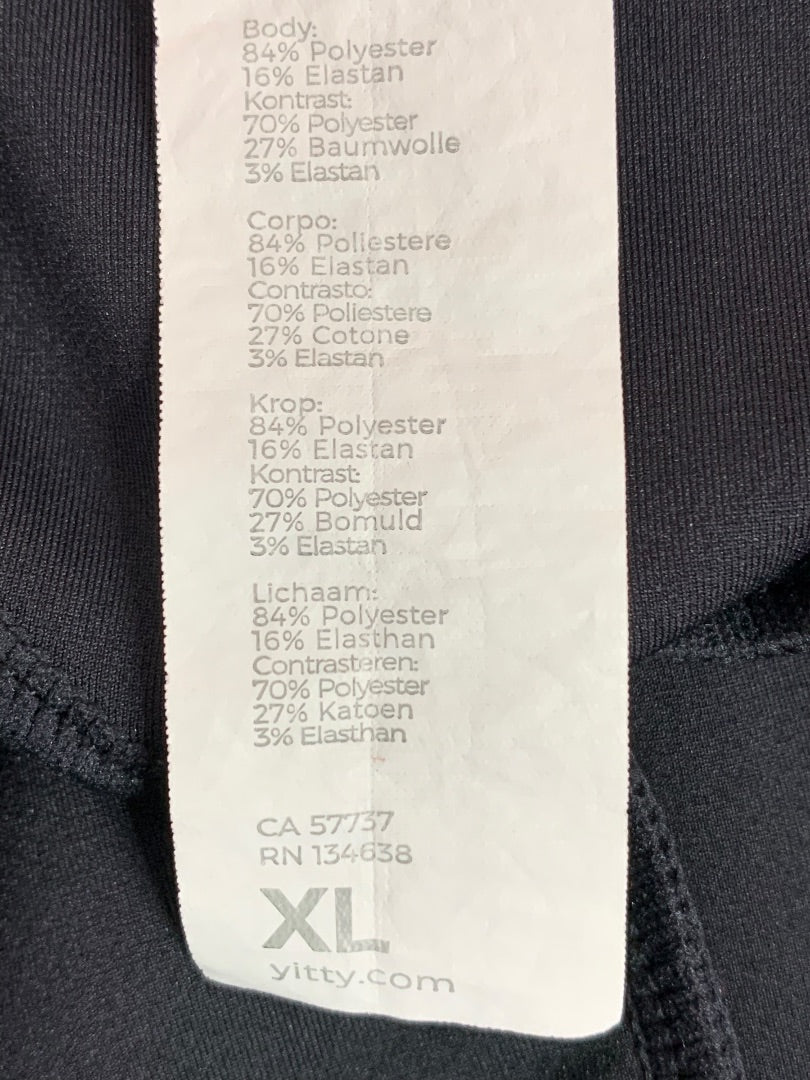 Body:
84% Polyester
16% Elastan
Kontrast:
70% Polyester
27% Baumwolle
3% Elastan
Corpo:
84% Poliestere
16% Elastan
Contrasto:
70% Poliestere
27% Cotone
3% Elastan
Krop:
84% Polyester
16% Elastan
Kontrast:
70% Polyester
27% Bomuld
3% Elastan
Lichaam:
84% Polyester
16% Elasthan
Contrasteren:
70% Polyester
27% Katoen
3% Elasthan
CA 57737
RN 134638
XL
yitty.com